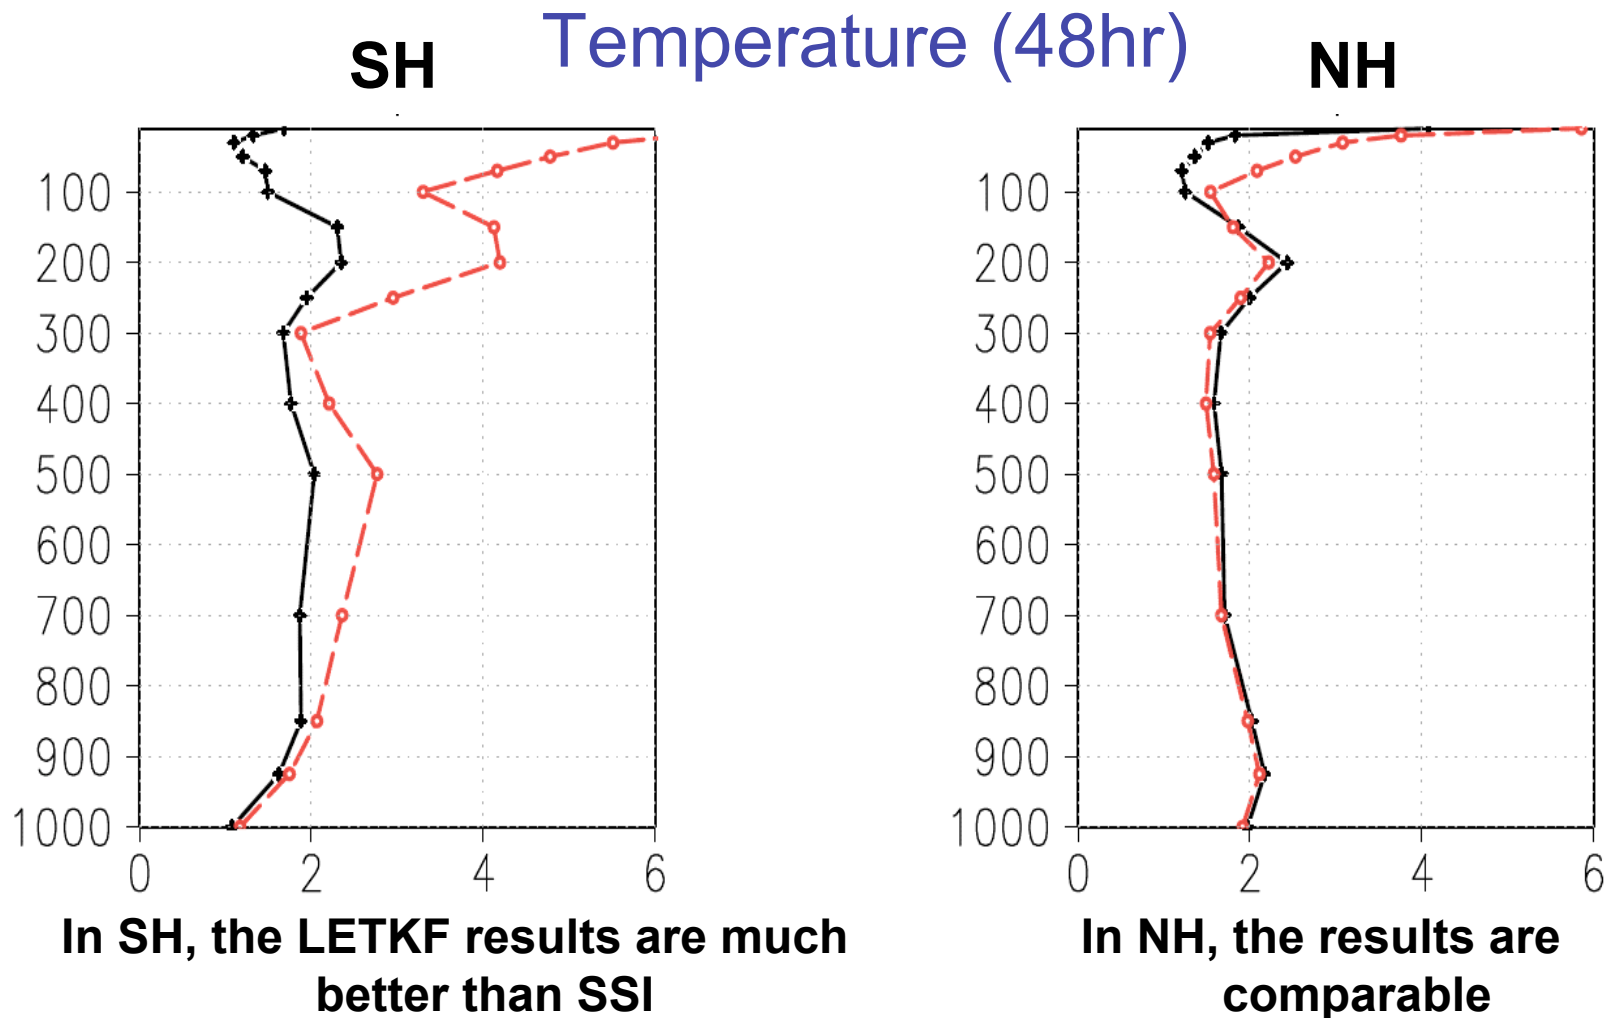 Temperature (48hr)
SH
NH
100
200
300
400
500
600
700
800
900
1000
0 2 4 6
100
200
300
400
500
600
700
800
900
1000
0 2 4 6
In SH, the LETKF results are much
better than SSI
In NH, the results are
comparable